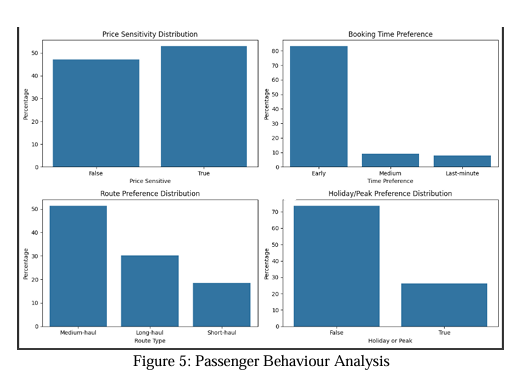 Price Sensitivity Distribution
Percentage
50
40
30
20
10
0
False True
Price Sensitive
Booking Time Preference
Percentage
80
70
60
50
40
30
20
10
0
Early Medium Last-minute
Time Preference
Route Preference Distribution
Percentage
50
40
30
20
10
0
Medium-haul Long-haul Short-haul
Route Type
Holiday/Peak Preference Distribution
Percentage
70
60
50
40
30
20
10
0
False True
Holiday or Peak
Figure 5: Passenger Behaviour Analysis